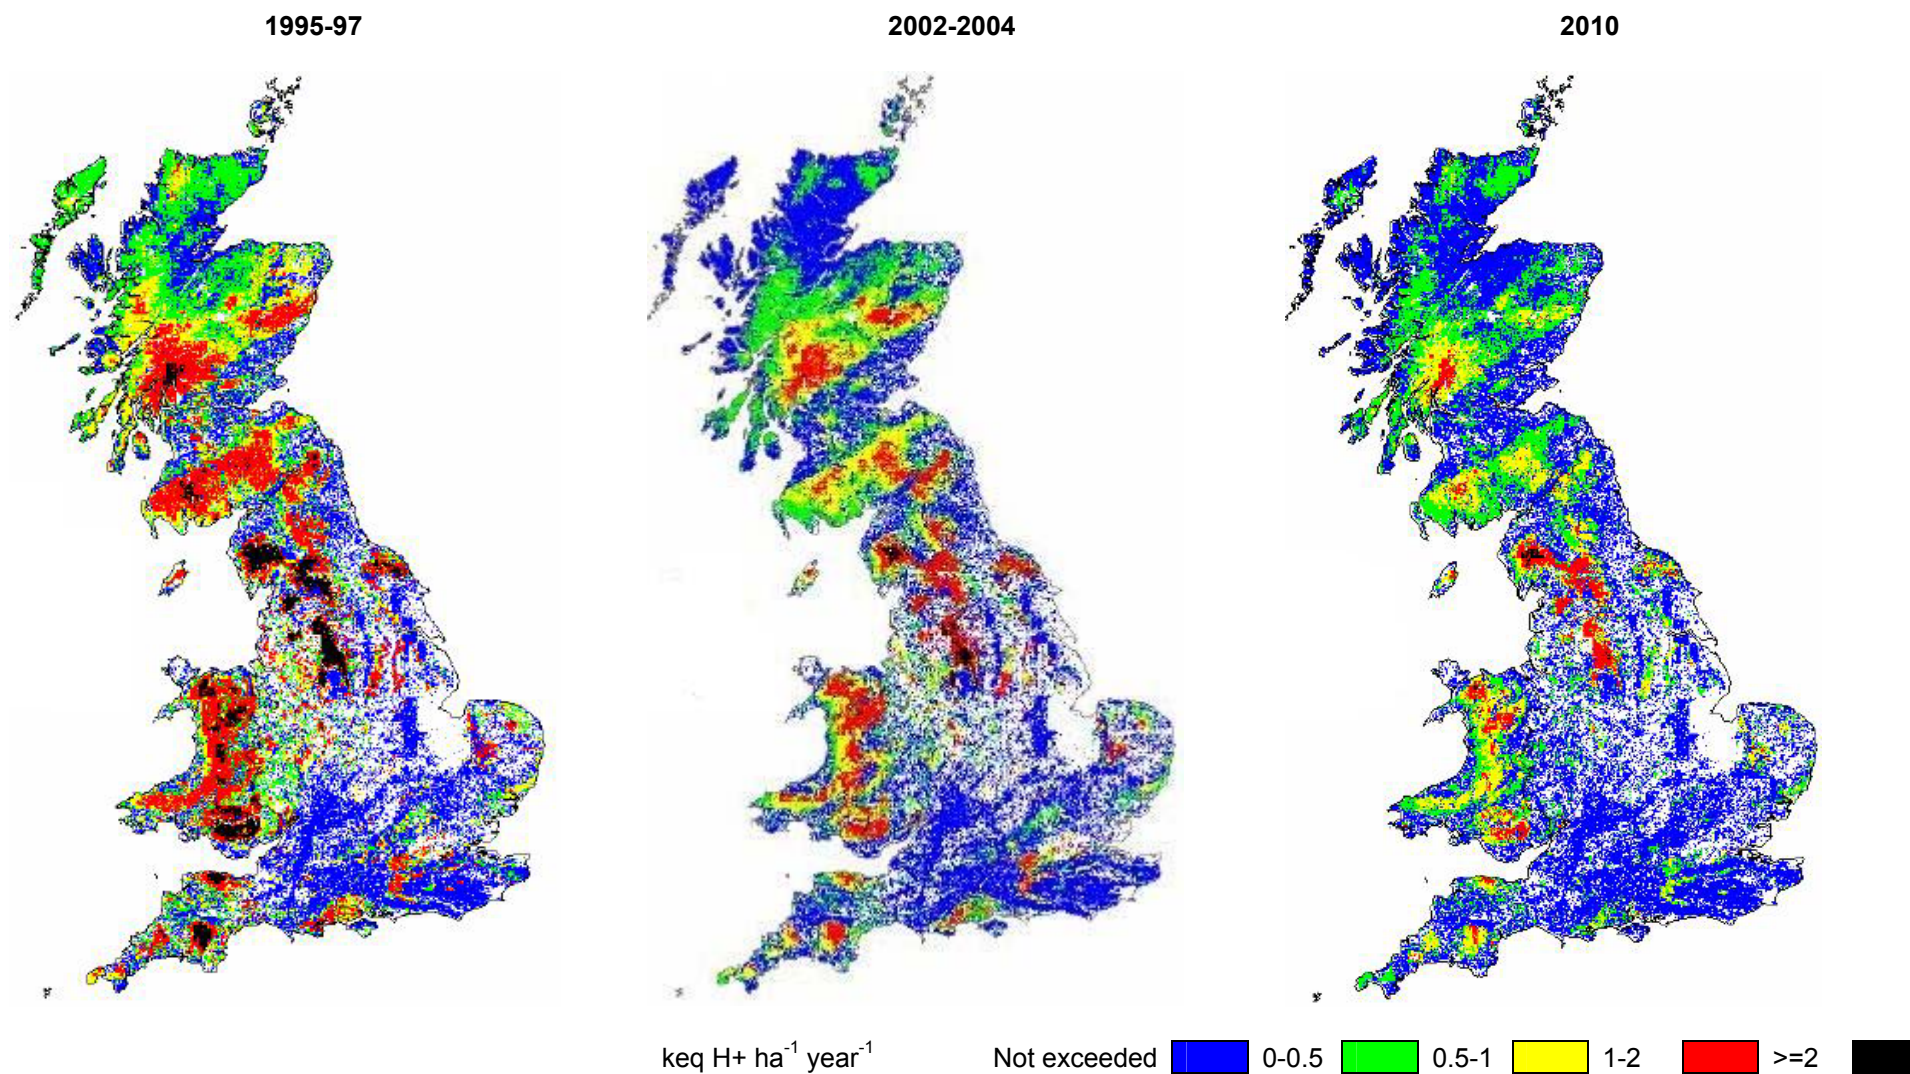 1995-97 2002-2004 2010
keq H+ ha⁻¹ year⁻¹ Not exceeded 0-0.5 0.5-1 1-2 >=2